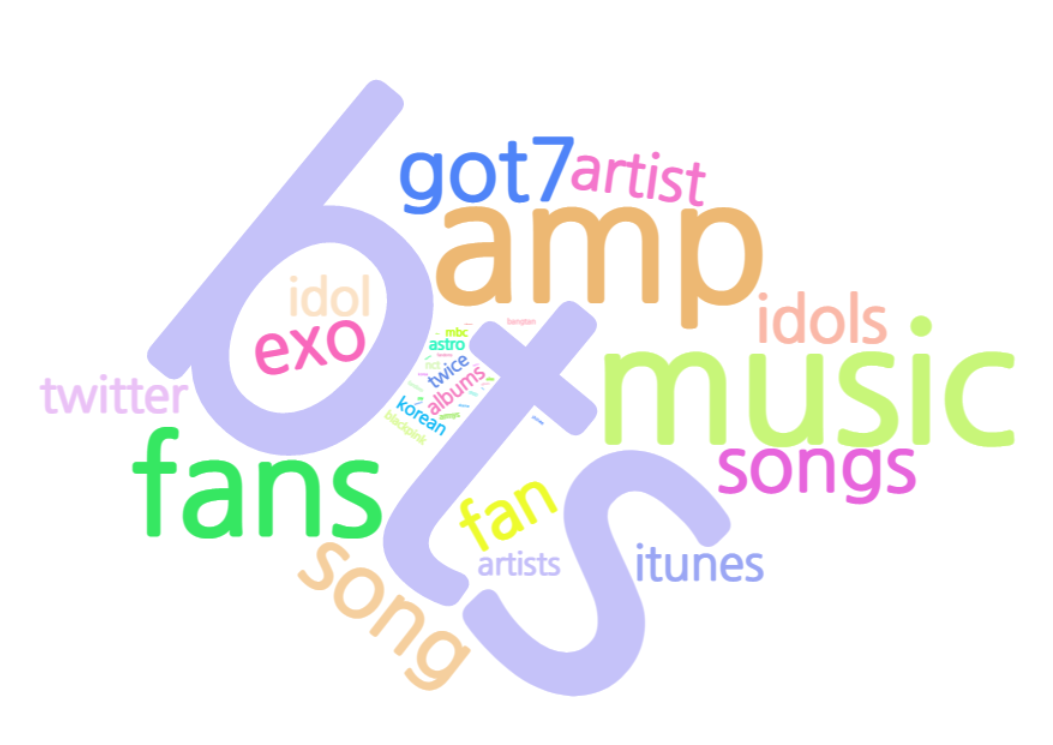 bts
got7
artist
amp
idol
exo
idols
music
twitter
mbc
astro
twice
albums
korean
blackpink
bangtan
fans
songs
fan
artists
itunes
song